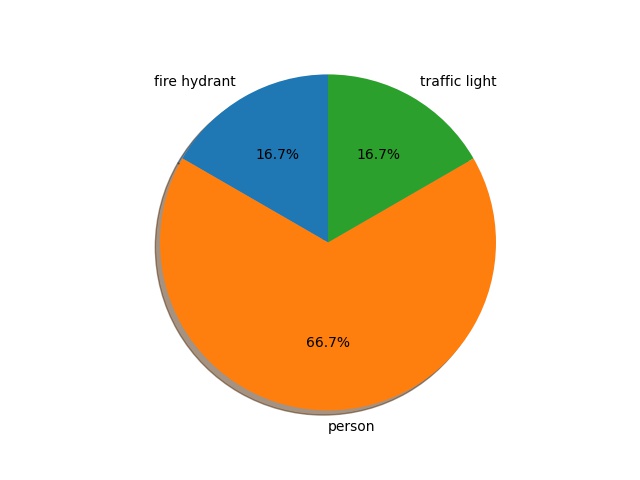 fire hydrant
traffic light
16.7%
16.7%
66.7%
person